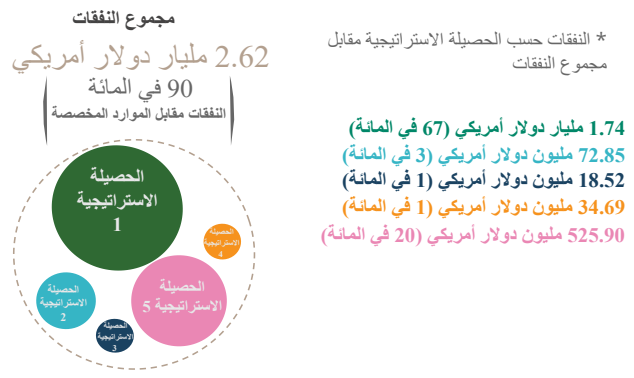 مجموع النفقات
2.62 مليار دولار أمريكي
90 في المائة
النفقات مقابل الموارد المخصصة
* النفقات حسب الحصيلة الاستراتيجية مقابل
مجموع النفقات
1.74 مليار دولار أمريكي (67 في المائة)
72.85 مليون دولار أمريكي (3 في المائة)
18.52 مليون دولار أمريكي (1 في المائة)
34.69 مليون دولار أمريكي (1 في المائة)
525.90 مليون دولار أمريكي (20 في المائة)
الحصيلة
الاستراتيجية
1
الحصيلة
الاستراتيجية
4
الحصيلة
الاستراتيجية
2
الحصيلة
الاستراتيجية 5
الحصيلة
الاستراتيجية
3